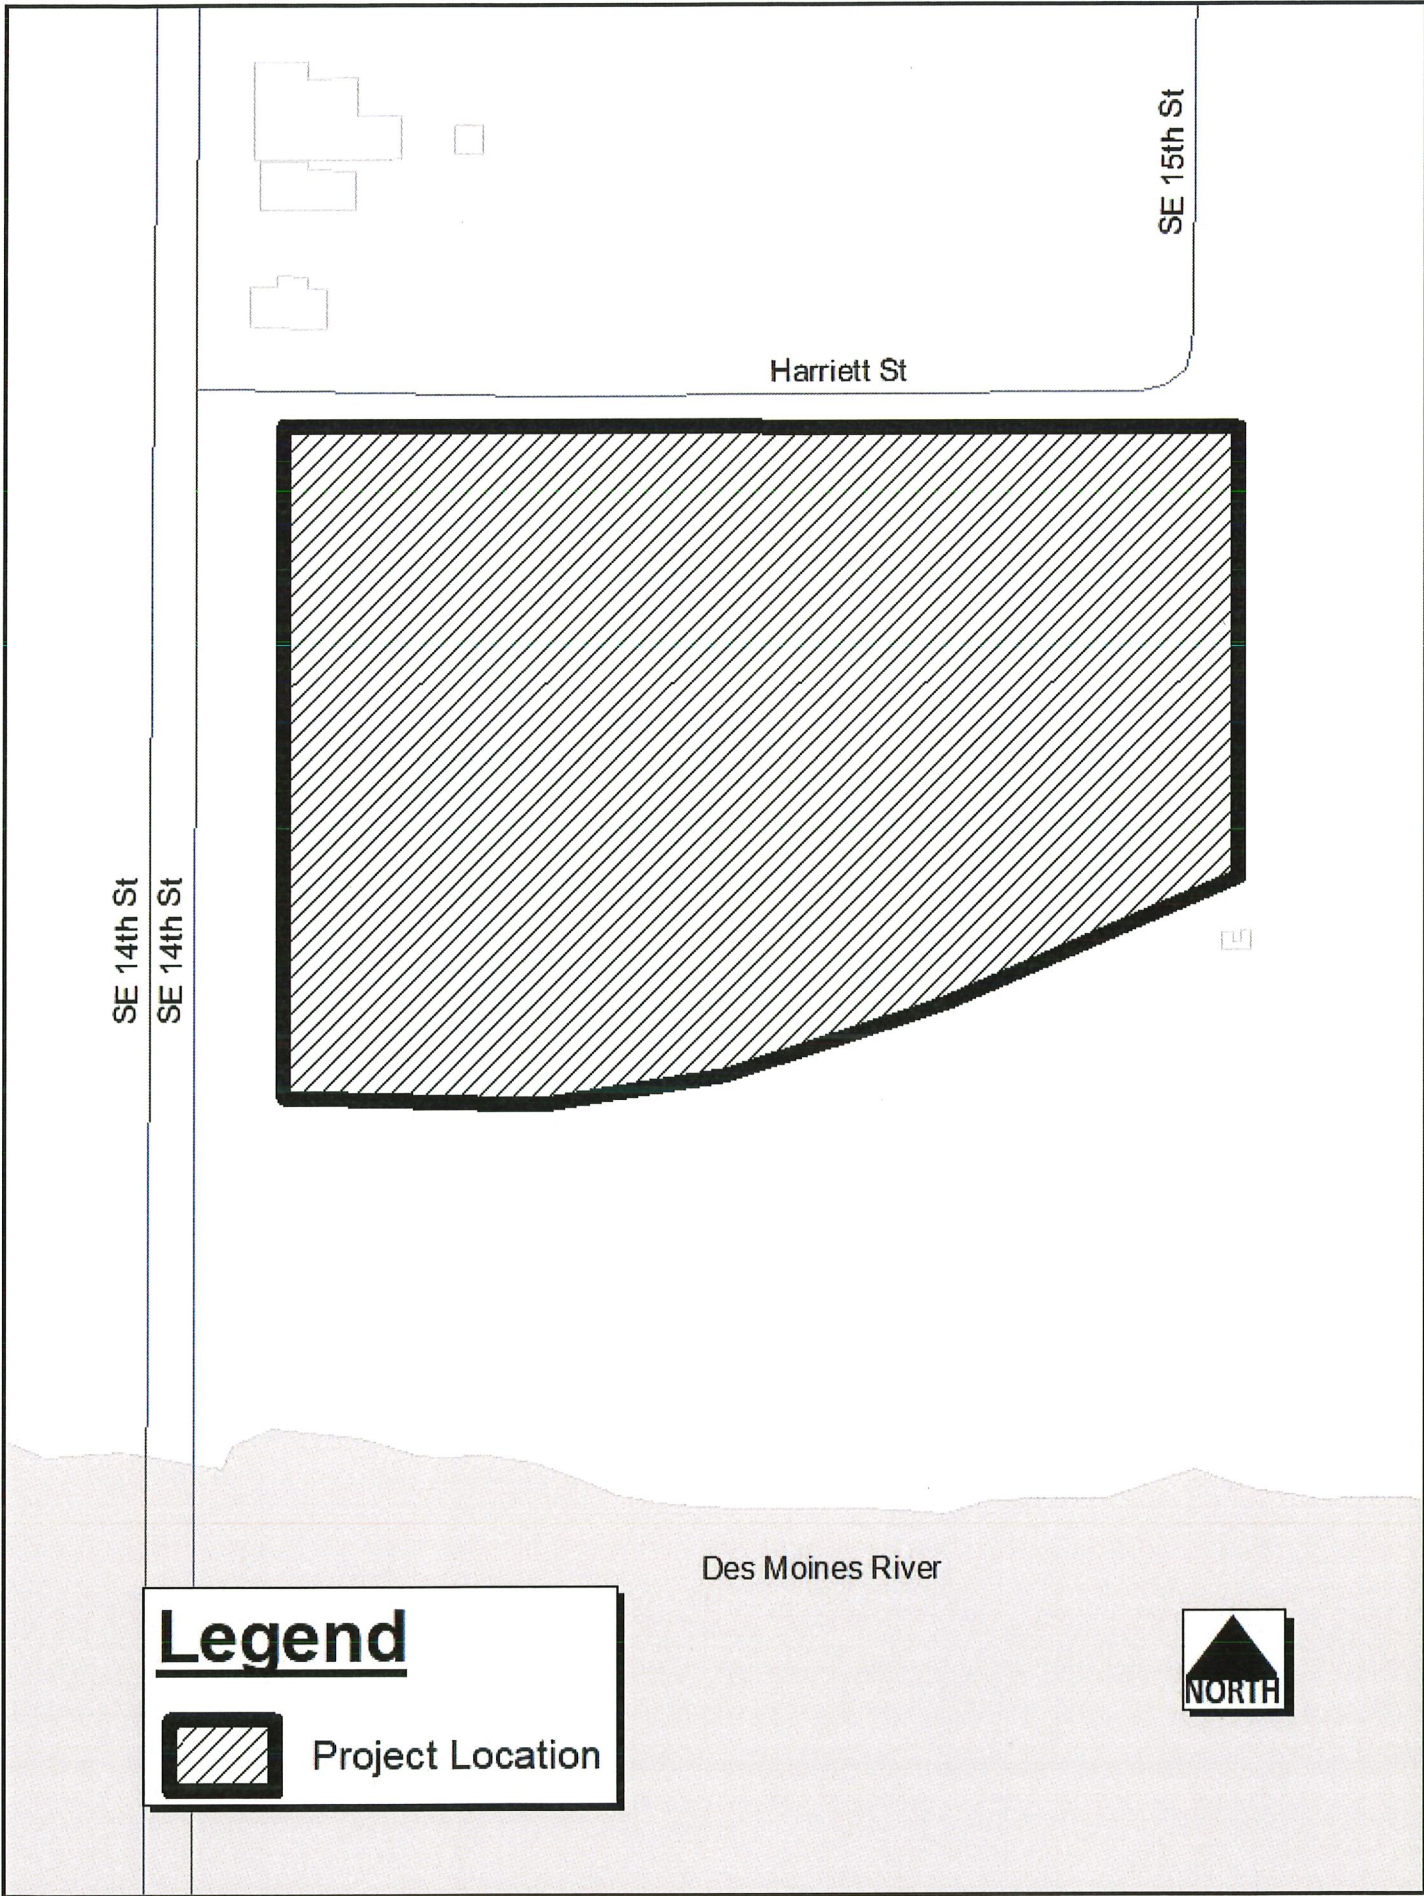 SE 15th St
Harriett St
SE 14th St
SE 14th St
Des Moines River
Legend
Project Location
NORTH